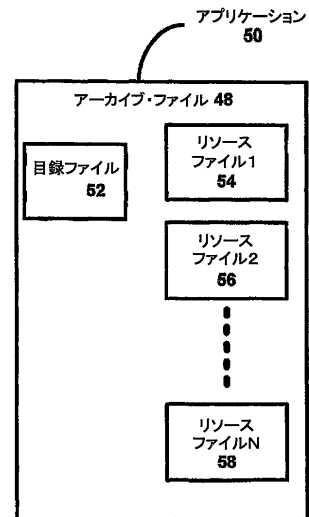 アプリケーション
50
アーカイブ・ファイル 48
目録ファイル
52
リソース
ファイル1
54
リソース
ファイル2
56
リソース
ファイルN
58